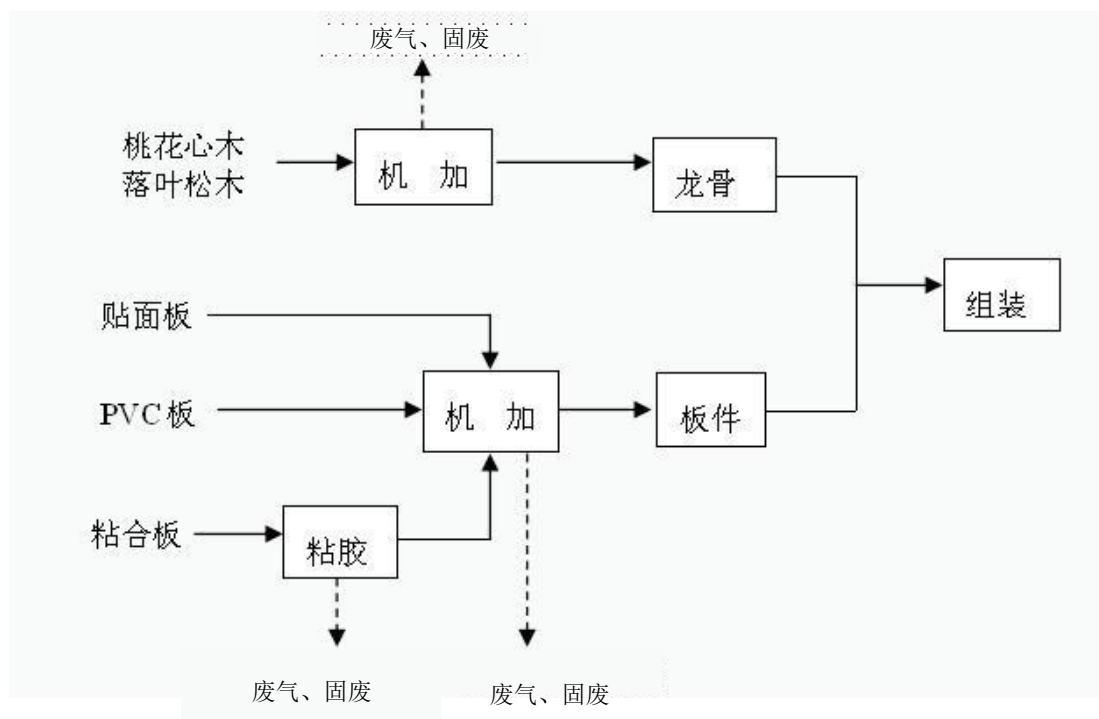 废气、固废
桃花心木
落叶松木
机 加
龙骨
组装
贴面板
PVC板
机 加
板件
粘合板
粘胶
废气、固废
废气、固废